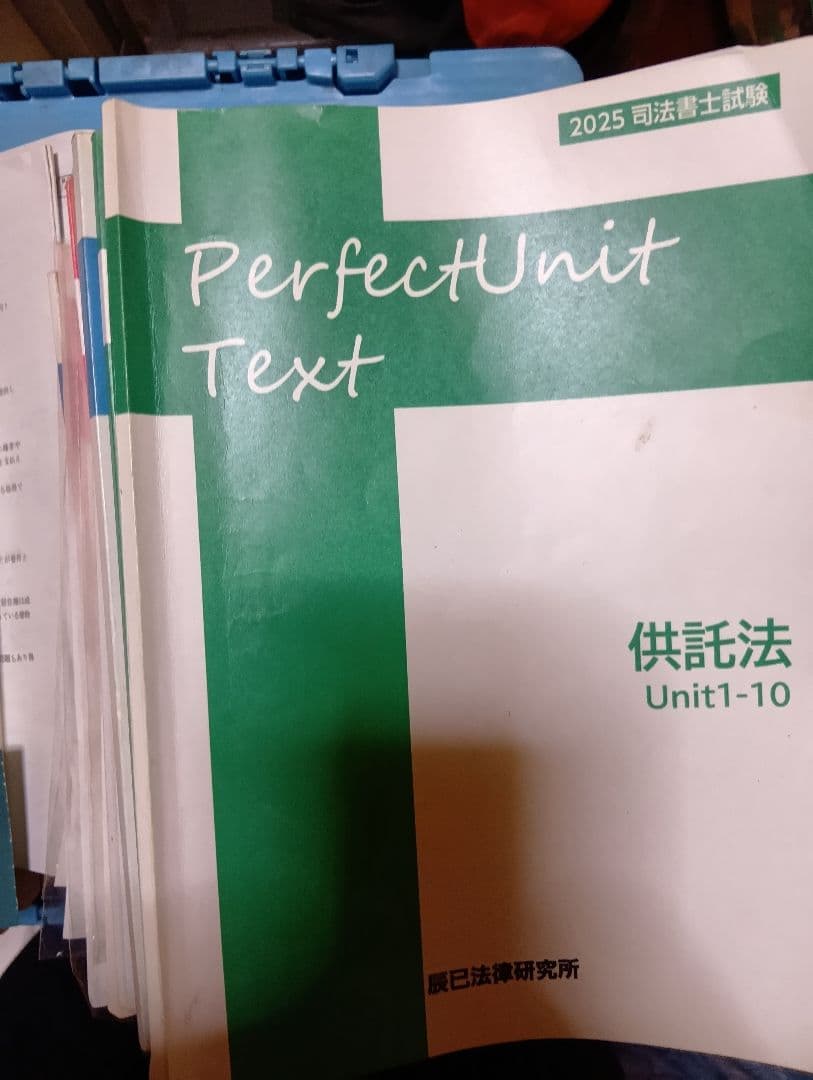 2025 司法書士試験
PerfectUnit
Text
供託法
Unit1-10
辰已法律研究所